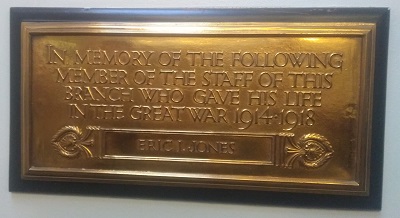 IN MEMORY OF THE FOLLOWING
MEMBER OF THE STAFF OF THIS
BRANCH WHO GAVE HIS LIFE
IN THE GREAT WAR 1914-1918
ERIC L. JONES